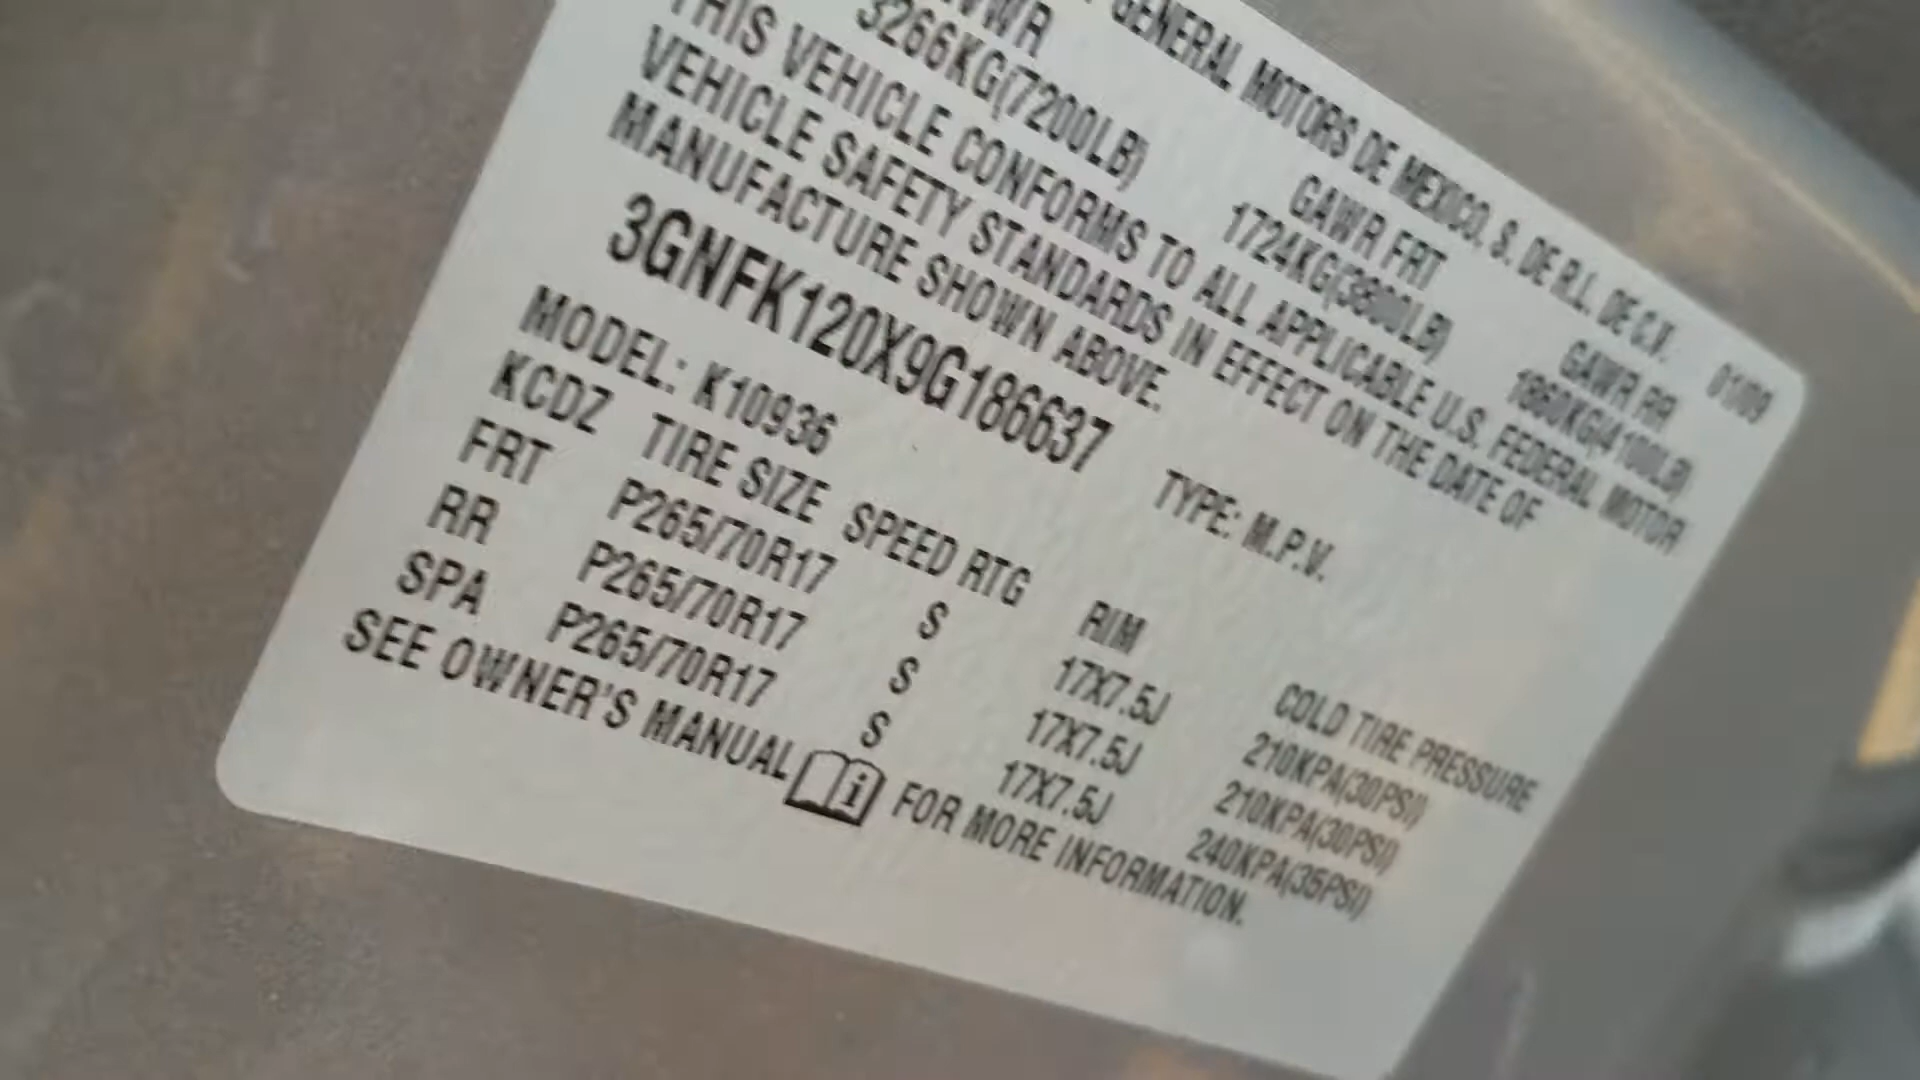 GENERAL MOTORS DE MEXICO, S. DE R.L. DE C.V. 01/09
GAWR FRT GAWR RR
3266KG(7200LB) 1724KG(3800LB) 1860KG(4100LB)
THIS VEHICLE CONFORMS TO ALL APPLICABLE U.S. FEDERAL MOTOR
VEHICLE SAFETY STANDARDS IN EFFECT ON THE DATE OF
MANUFACTURE SHOWN ABOVE.
3GNFK120X9G186637 TYPE: M.P.V.
MODEL: K10936
KCDZ TIRE SIZE SPEED RTG RIM COLD TIRE PRESSURE
FRT P265/70R17 S 17X7.5J 210KPA(30PSI)
RR P265/70R17 S 17X7.5J 210KPA(30PSI)
SPA P265/70R17 S 17X7.5J 240KPA(35PSI)
SEE OWNER'S MANUAL FOR MORE INFORMATION.